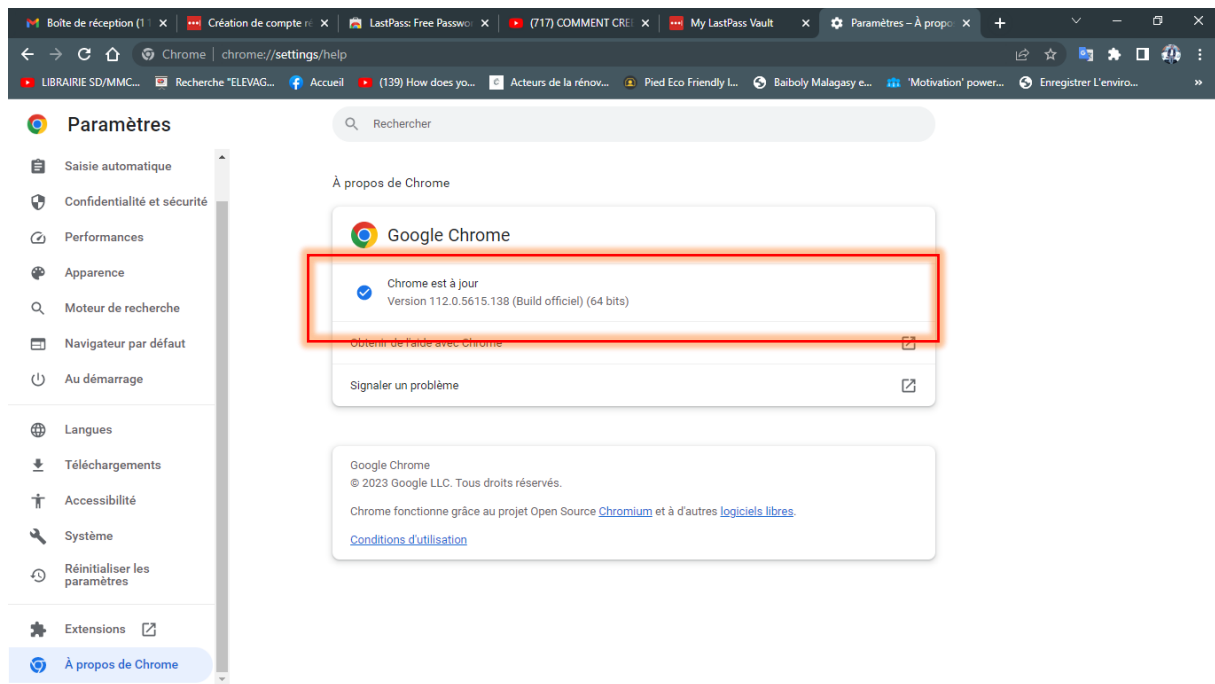 Boîte de réception (1
Création de compte ré
LastPass: Free Passwor
(717) COMMENT CREE
My LastPass Vault
Paramètres – À propo
Chrome | chrome://settings/help
LIBRAIRIE SD/MMC...
Recherche "ELEVAG...
Accueil
(139) How does yo...
Acteurs de la rénov...
Pied Eco Friendly I...
Baiboly Malagasy e...
'Motivation' power...
Enregistrer L'enviro...
»
Paramètres
Rechercher
Saisie automatique
Confidentialité et sécurité
Performances
Apparence
Moteur de recherche
Navigateur par défaut
Au démarrage
Langues
Téléchargements
Accessibilité
Système
Réinitialiser les
paramètres
Extensions
À propos de Chrome
À propos de Chrome
Google Chrome
Chrome est à jour
Version 112.0.5615.138 (Build officiel) (64 bits)
Obtenir de l'aide avec Chrome
Signaler un problème
Google Chrome
© 2023 Google LLC. Tous droits réservés.
Chrome fonctionne grâce au projet Open Source Chromium et à d'autres logiciels libres.
Conditions d'utilisation